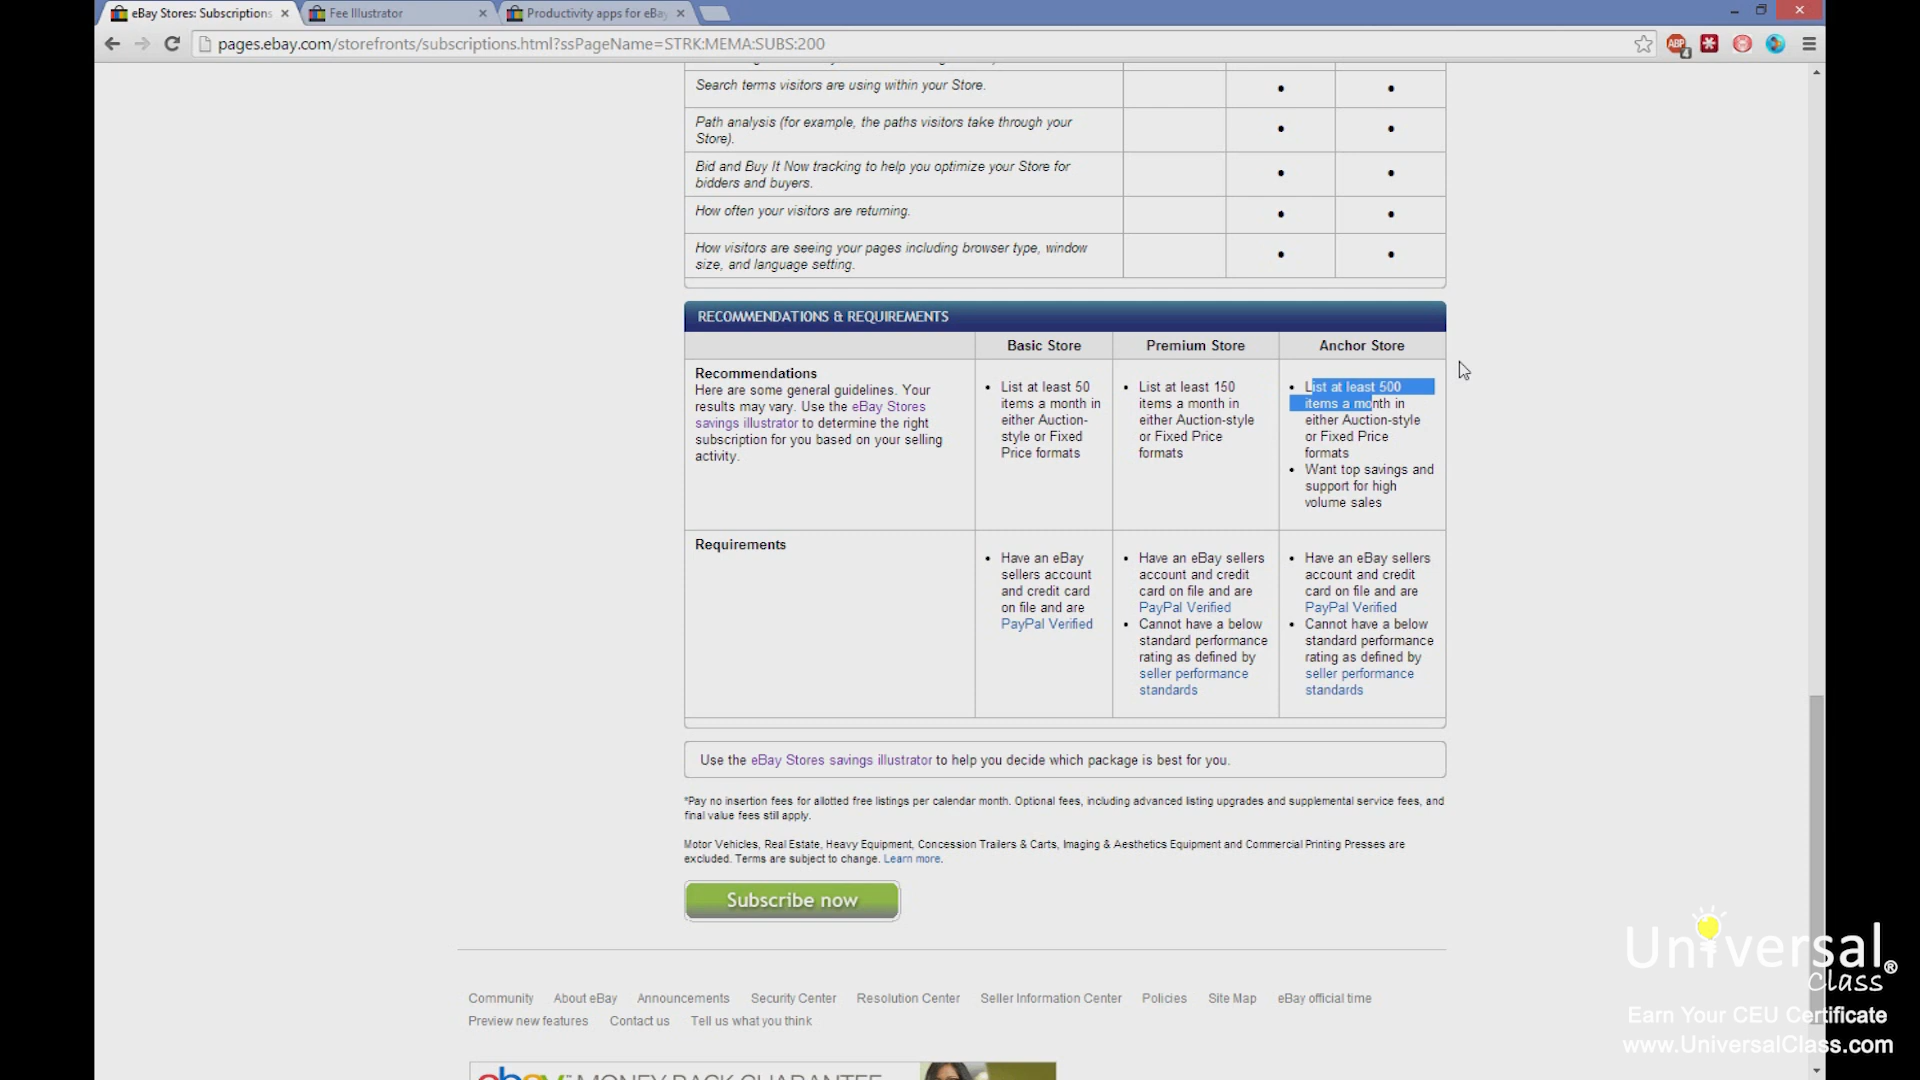 eBay Stores: Subscriptions
Fee Illustrator
Productivity apps for eBay
pages.ebay.com/storefronts/subscriptions.html?ssPageName=STRK:MEMA:SUBS:200
ABP
Search terms visitors are using within your Store.
Path analysis (for example, the paths visitors take through your
Store).
Bid and Buy It Now tracking to help you optimize your Store for
bidders and buyers.
How often your visitors are returning.
How visitors are seeing your pages including browser type, window
size, and language setting.
RECOMMENDATIONS & REQUIREMENTS
Basic Store
Premium Store
Anchor Store
Recommendations
Here are some general guidelines. Your
results may vary. Use the eBay Stores
savings illustrator to determine the right
subscription for you based on your selling
activity.
• List at least 50
items a month in
either Auction-
style or Fixed
Price formats
• List at least 150
items a month in
either Auction-style
or Fixed Price
formats
• List at least 500
items a month in
either Auction-style
or Fixed Price
formats
• Want top savings and
support for high
volume sales
Requirements
• Have an eBay
sellers account
and credit card
on file and are
PayPal Verified
• Have an eBay sellers
account and credit
card on file and are
PayPal Verified
• Cannot have a below
standard performance
rating as defined by
seller performance
standards
• Have an eBay sellers
account and credit
card on file and are
PayPal Verified
• Cannot have a below
standard performance
rating as defined by
seller performance
standards
Use the eBay Stores savings illustrator to help you decide which package is best for you.
*Pay no insertion fees for allotted free listings per calendar month. Optional fees, including advanced listing upgrades and supplemental service fees, and
final value fees still apply.
Motor Vehicles, Real Estate, Heavy Equipment, Concession Trailers & Carts, Imaging & Aesthetics Equipment and Commercial Printing Presses are
excluded. Terms are subject to change. Learn more.
Subscribe now
Community About eBay Announcements Security Center Resolution Center Seller Information Center Policies Site Map eBay official time
Preview new features Contact us Tell us what you think
ebay MONEY BACK GUARANTEE
Universal®
Class
Earn Your CEU Certificate
www.UniversalClass.com